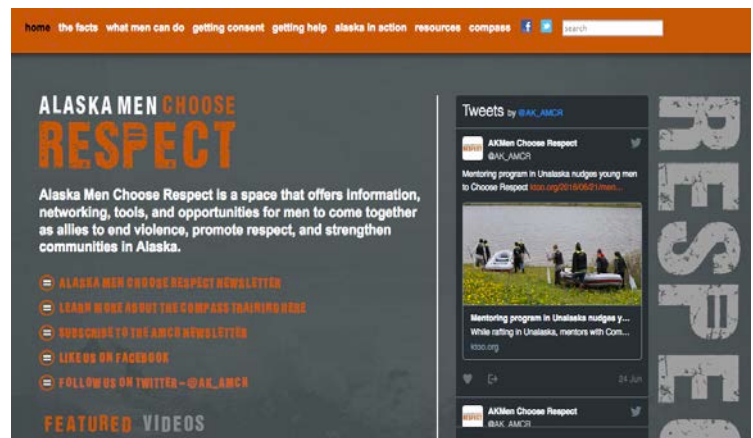 home the facts what men can do getting consent getting help alaska in action resources compass
search
ALASKA MEN CHOOSE
RESPECT
Alaska Men Choose Respect is a space that offers information,
networking, tools, and opportunities for men to come together
as allies to end violence, promote respect, and strengthen
communities in Alaska.
ALASKA MEN CHOOSE RESPECT NEWSLETTER
LEARN MORE ABOUT THE COMPASS TRAINING HERE
SUBSCRIBE TO THE AMCR NEWSLETTER
LIKE US ON FACEBOOK
FOLLOW US ON TWITTER - @AK_AMCR
FEATURED VIDEOS
Tweets by @AK_AMCR
AKMen Choose Respect
@AK_AMCR
Mentoring program in Unalaska nudges young men
to Choose Respect ktoo.org/2016/06/21/men...
Mentoring program in Unalaska nudges y...
While rafting in Unalaska, mentors with Com...
ktoo.org
24 Jun
AKMen Choose Respect
@AK_AMCR
RESPEC